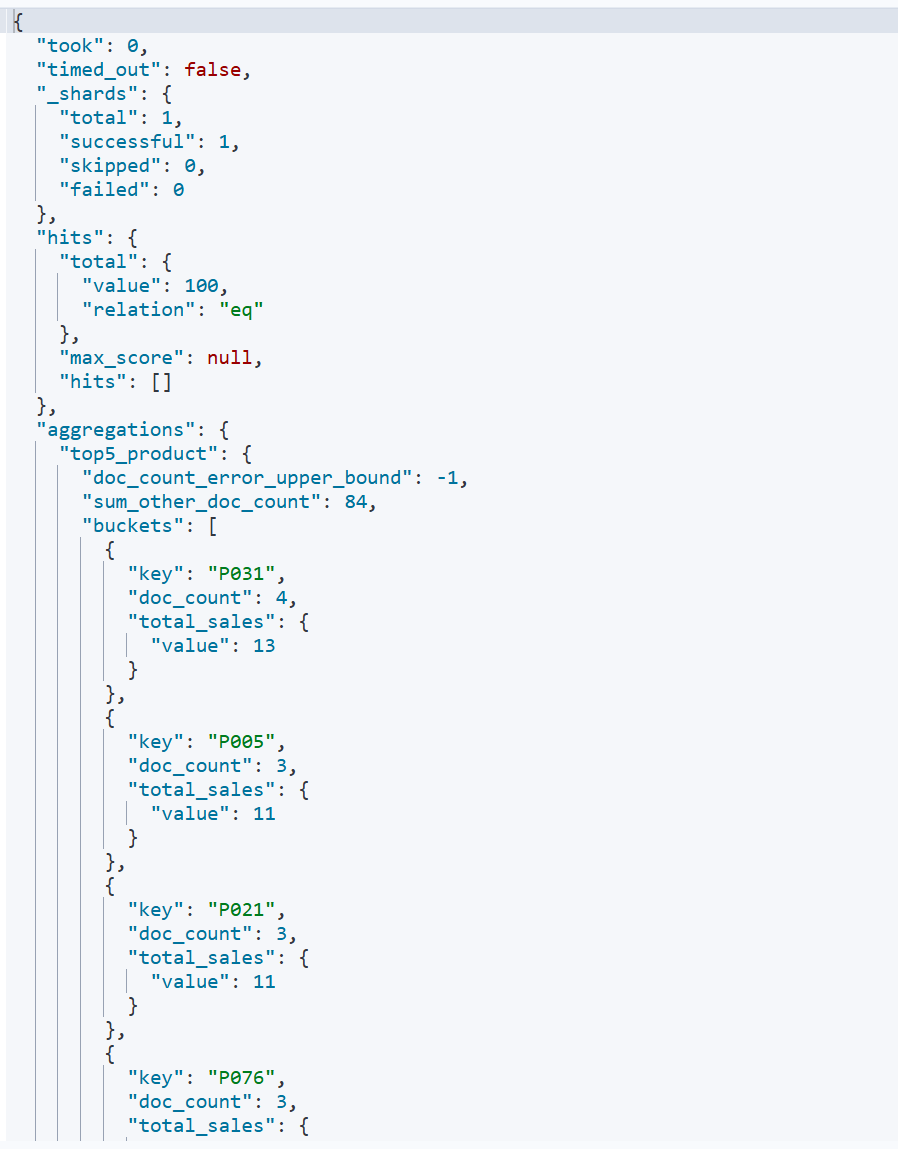 {
  "took": 0,
  "timed_out": false,
  "_shards": {
    "total": 1,
    "successful": 1,
    "skipped": 0,
    "failed": 0
  },
  "hits": {
    "total": {
      "value": 100,
      "relation": "eq"
    },
    "max_score": null,
    "hits": []
  },
  "aggregations": {
    "top5_product": {
      "doc_count_error_upper_bound": -1,
      "sum_other_doc_count": 84,
      "buckets": [
        {
          "key": "P031",
          "doc_count": 4,
          "total_sales": {
            "value": 13
          }
        },
        {
          "key": "P005",
          "doc_count": 3,
          "total_sales": {
            "value": 11
          }
        },
        {
          "key": "P021",
          "doc_count": 3,
          "total_sales": {
            "value": 11
          }
        },
        {
          "key": "P076",
          "doc_count": 3,
          "total_sales": {